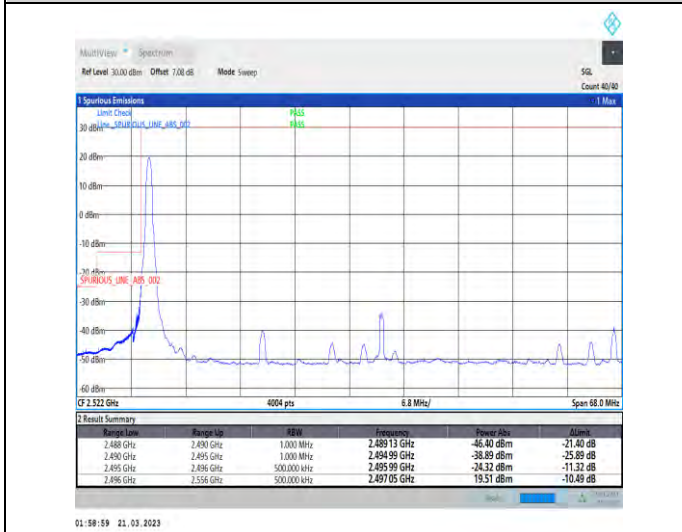 MultiView Spectrum
Ref Level 30.00 dBm Offset 7.08 dB Mode Sweep SGL
Count 40/40
1 Spurious Emissions 1 Max
Limit Check PASS
Line _SPURIOUS_LINE_ABS_002 PASS
30 dBm
20 dBm
10 dBm
0 dBm
-10 dBm
-20 dBm
SPURIOUS_LINE_ABS_002
-30 dBm
-40 dBm
-50 dBm
-60 dBm
CF 2.522 GHz 4004 pts 6.8 MHz/ Span 68.0 MHz
2 Result Summary
Range Low Range Up RBW Frequency Power Abs ΔLimit
2.488 GHz 2.490 GHz 1.000 MHz 2.489 13 GHz -46.40 dBm -21.40 dB
2.490 GHz 2.495 GHz 1.000 MHz 2.494 99 GHz -38.89 dBm -25.89 dB
2.495 GHz 2.496 GHz 500.000 kHz 2.495 99 GHz -24.32 dBm -11.32 dB
2.496 GHz 2.556 GHz 500.000 kHz 2.497 05 GHz 19.51 dBm -10.49 dB
01:58:59 21.03.2023